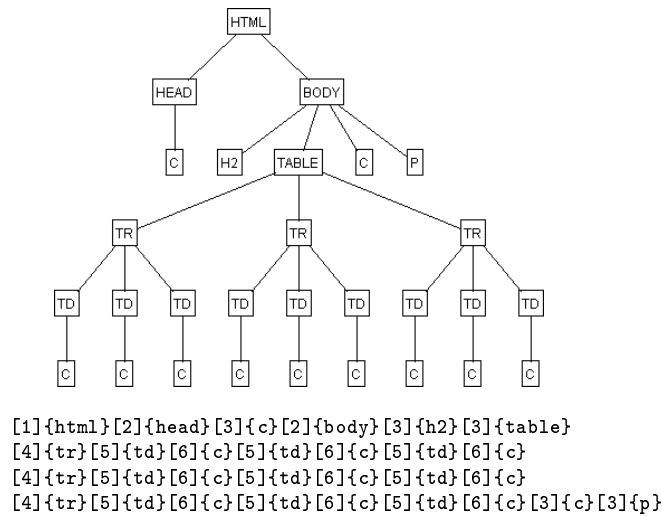 HTML
HEAD BODY
C H2 TABLE C P
TR TR TR
TD TD TD TD TD TD TD TD TD
C C C C C C C C C
[1]{html}[2]{head}[3]{c}[2]{body}[3]{h2}[3]{table}
[4]{tr}[5]{td}[6]{c}[5]{td}[6]{c}[5]{td}[6]{c}
[4]{tr}[5]{td}[6]{c}[5]{td}[6]{c}[5]{td}[6]{c}
[4]{tr}[5]{td}[6]{c}[5]{td}[6]{c}[5]{td}[6]{c}[3]{c}[3]{p}